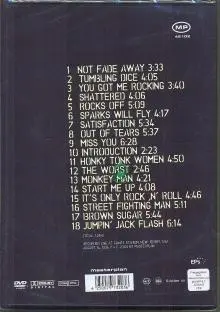 MP
1 NOT FADE AWAY 3:33
2 TUMBLING DICE 4:05
3 YOU GOT ME ROCKING 3:40
4 SHATTERED 4:06
5 ROCKS OFF 5:09
6 SPARKS WILL FLY 4:17
7 SATISFACTION 5:34
8 OUT OF TEARS 5:37
9 MISS YOU 6:28
10 INTRODUCTION 2:23
11 HONKY TONK WOMEN 4:50
12 THE WORST 2:46
13 MONKEY MAN 4:21
14 START ME UP 4:08
15 IT'S ONLY ROCK 'N' ROLL 4:46
16 STREET FIGHTING MAN 5:11
17 BROWN SUGAR 5:44
18 JUMPIN' JACK FLASH 6:14
masterplan
DVD